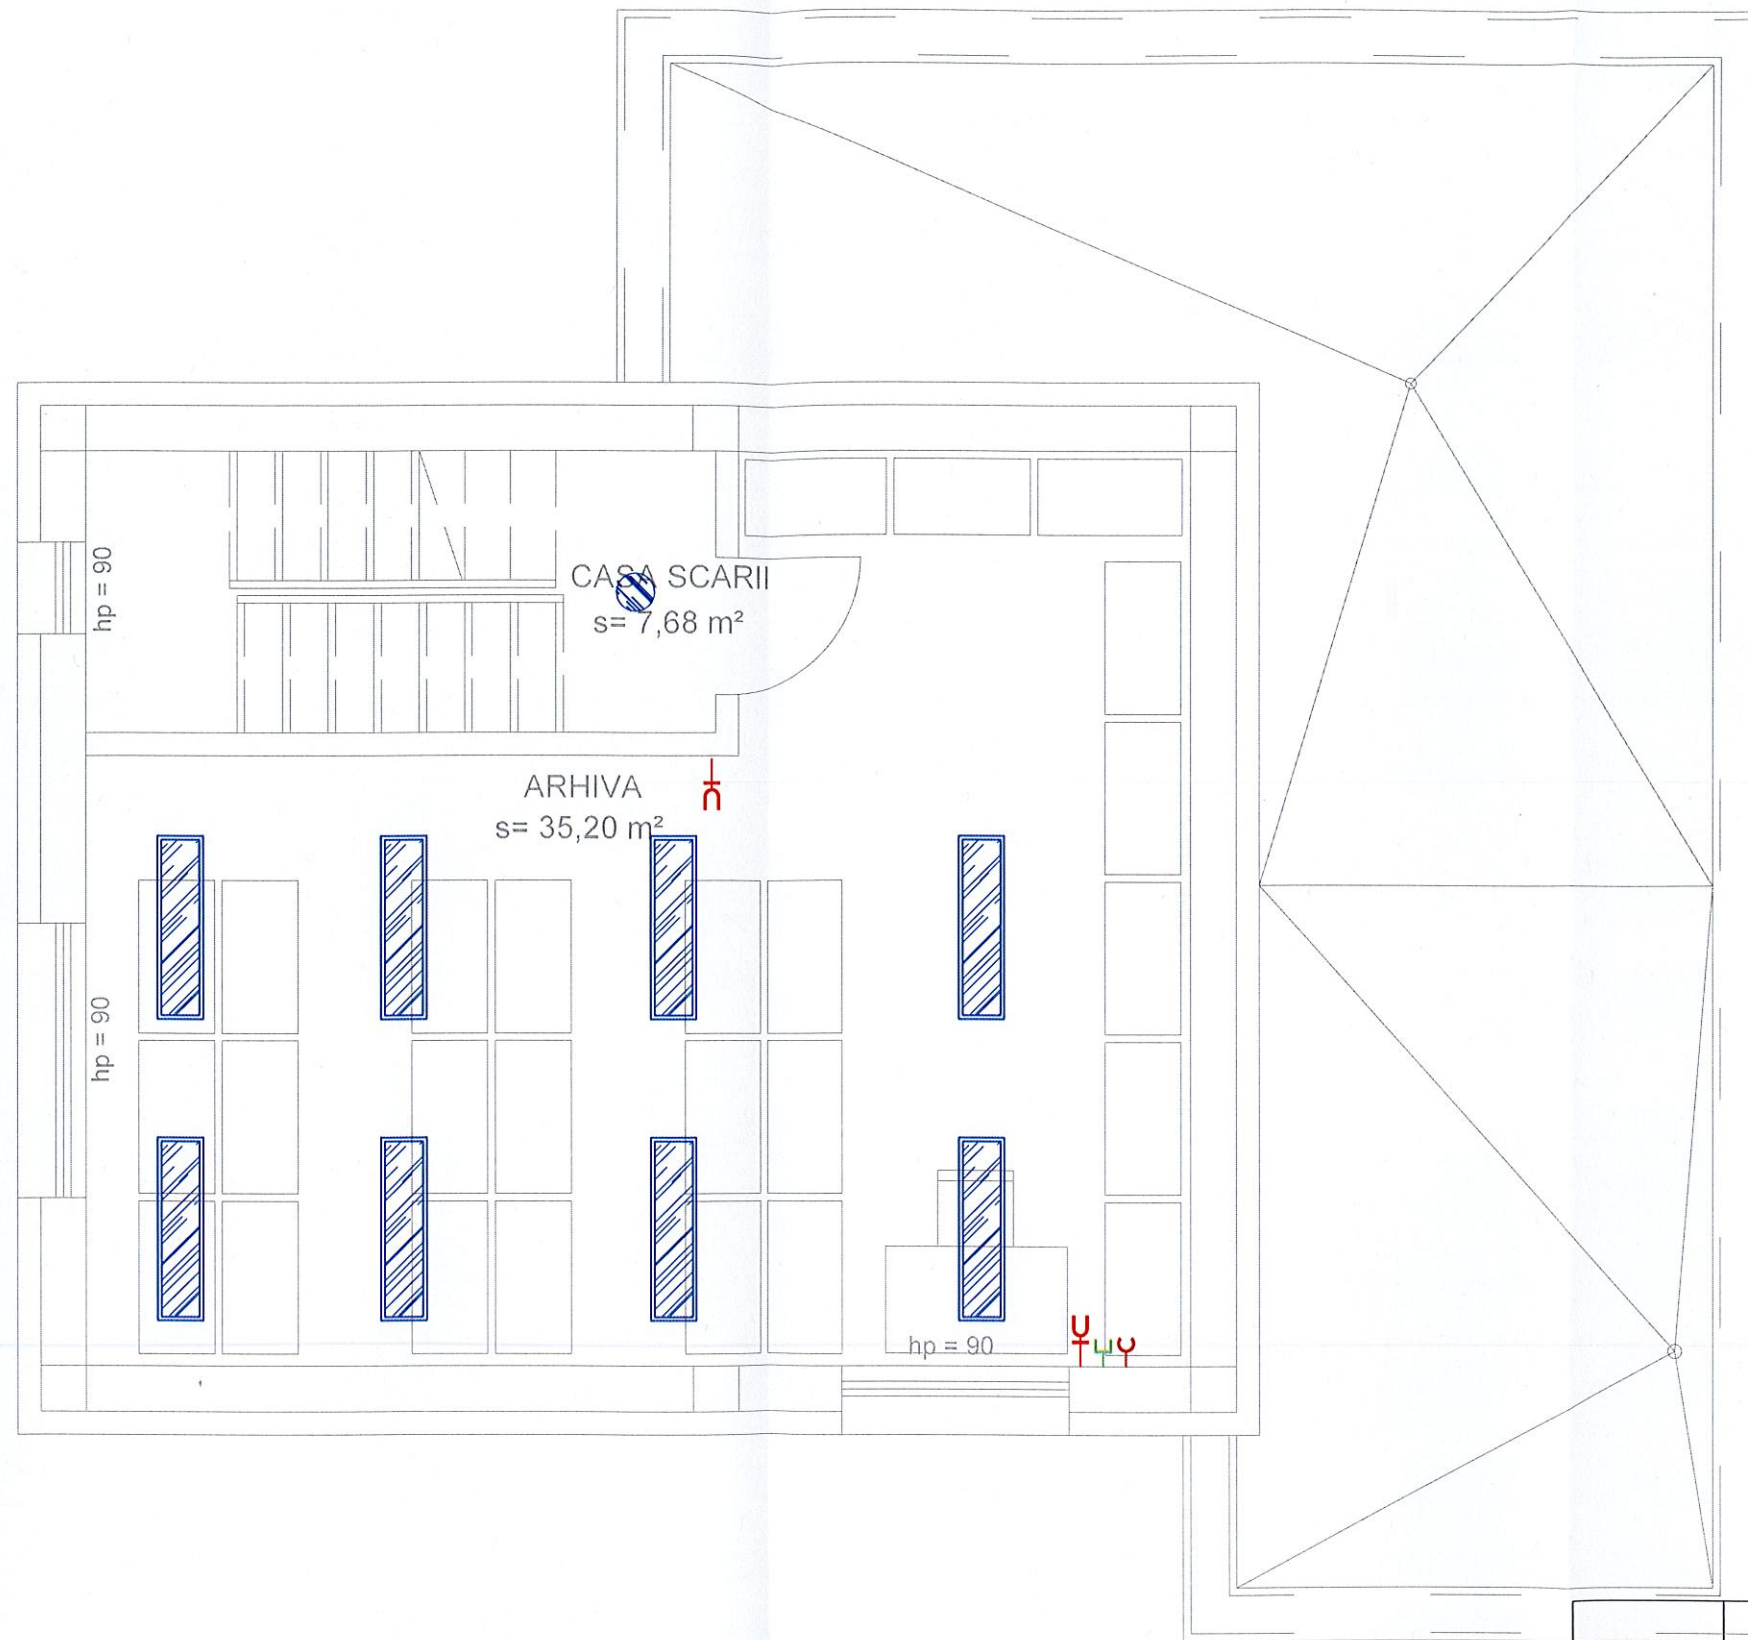 hp = 90
CASA SCARII
s= 7,68 m²
ARHIVA
s= 35,20 m²
hp = 90
hp = 90